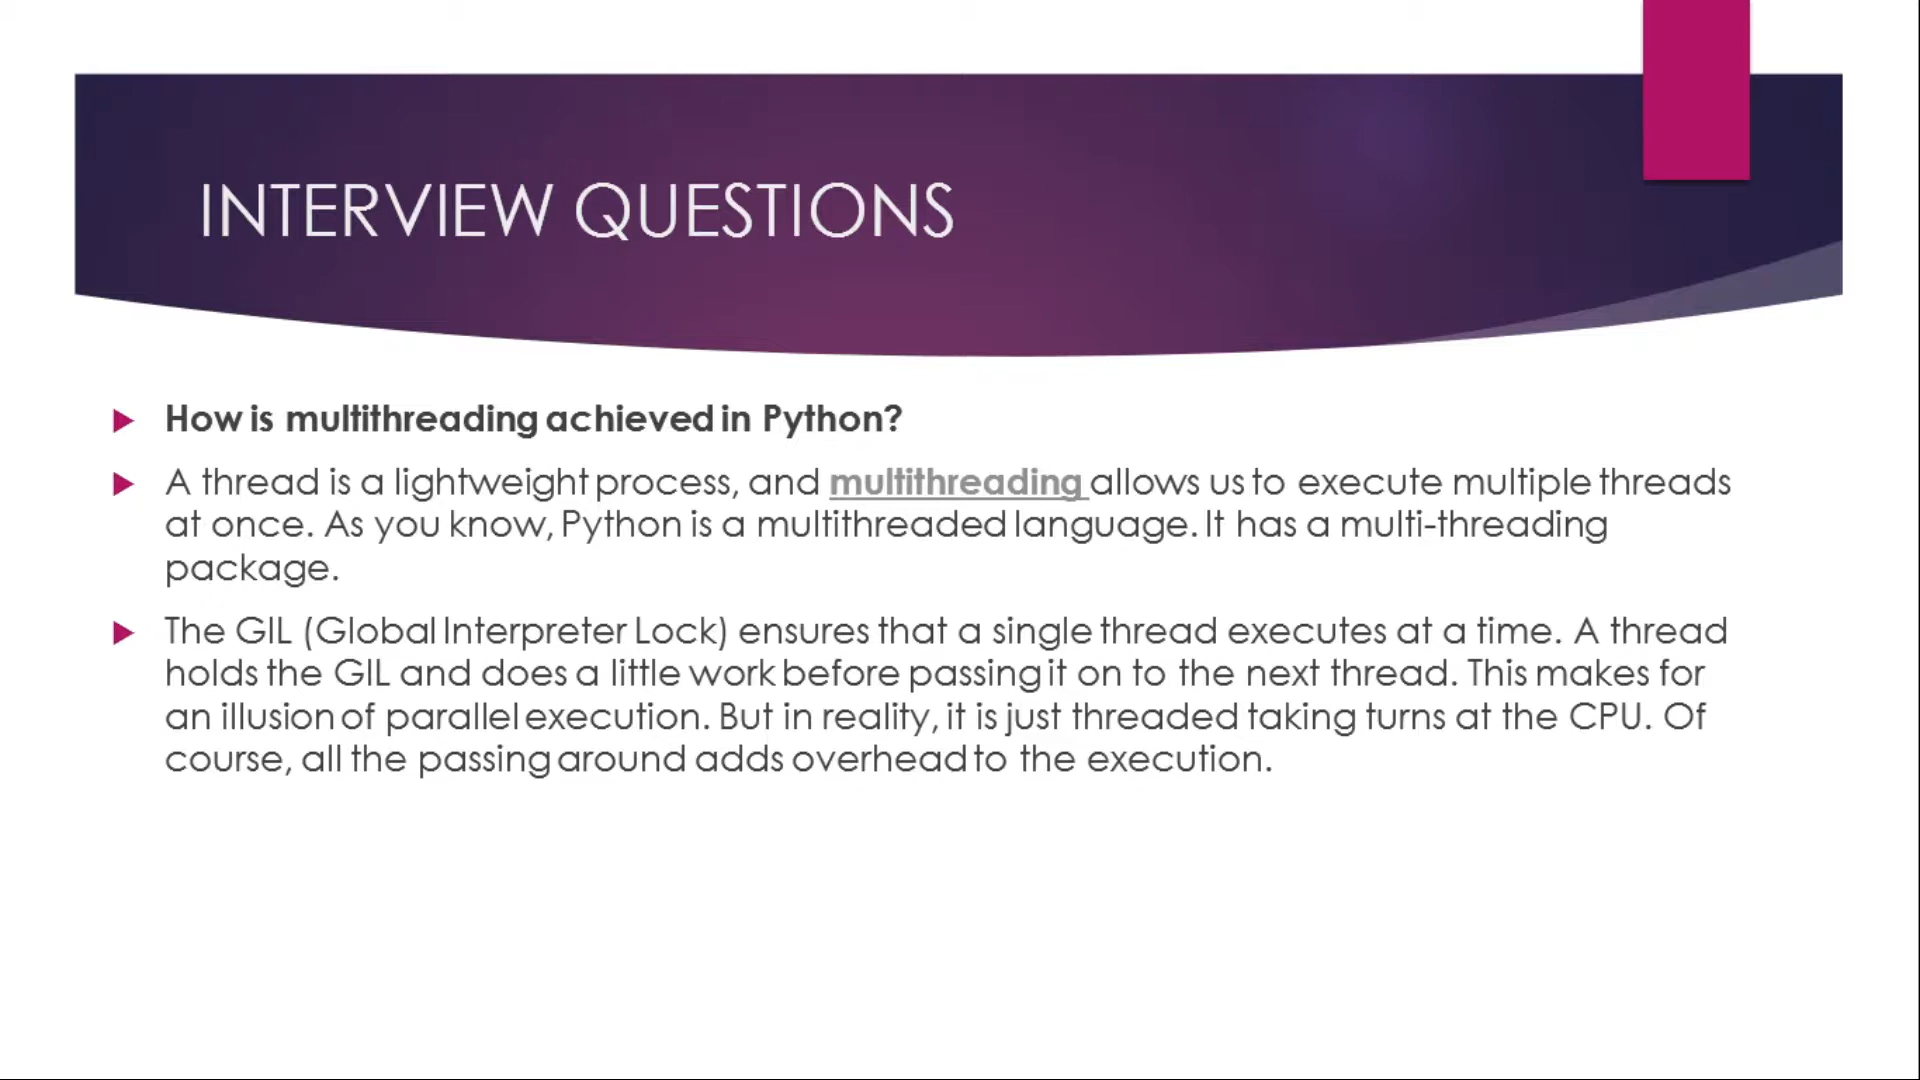 INTERVIEW QUESTIONS
How is multithreading achieved in Python?
A thread is a lightweight process, and multithreading allows us to execute multiple threads
at once. As you know, Python is a multithreaded language. It has a multi-threading
package.
The GIL (Global Interpreter Lock) ensures that a single thread executes at a time. A thread
holds the GIL and does a little work before passing it on to the next thread. This makes for
an illusion of parallel execution. But in reality, it is just threaded taking turns at the CPU. Of
course, all the passing around adds overhead to the execution.